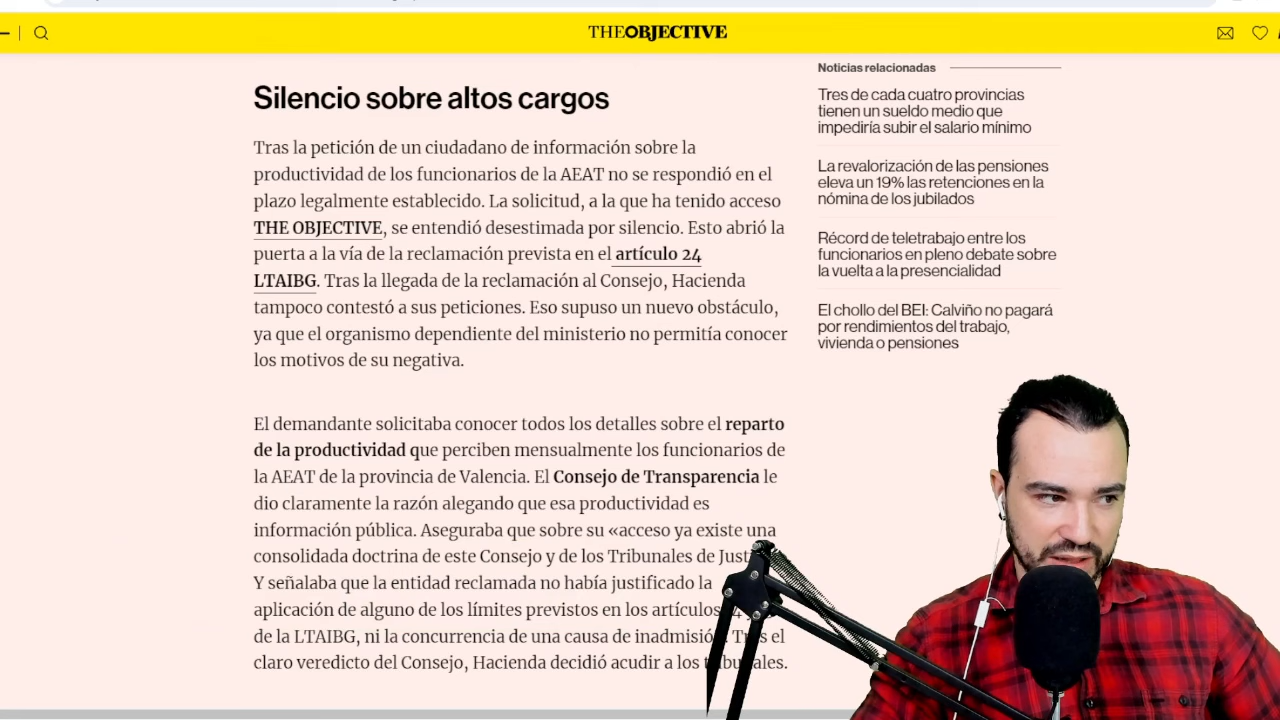 THE OBJECTIVE
Silencio sobre altos cargos
Tras la petición de un ciudadano de información sobre la
productividad de los funcionarios de la AEAT no se respondió en el
plazo legalmente establecido. La solicitud, a la que ha tenido acceso
THE OBJECTIVE, se entendió desestimada por silencio. Esto abrió la
puerta a la vía de la reclamación prevista en el artículo 24
LTAIBG. Tras la llegada de la reclamación al Consejo, Hacienda
tampoco contestó a sus peticiones. Eso supuso un nuevo obstáculo,
ya que el organismo dependiente del ministerio no permitía conocer
los motivos de su negativa.
El demandante solicitaba conocer todos los detalles sobre el reparto
de la productividad que perciben mensualmente los funcionarios de
la AEAT de la provincia de Valencia. El Consejo de Transparencia le
dio claramente la razón alegando que esa productividad es
información pública. Aseguraba que sobre su «acceso ya existe una
consolidada doctrina de este Consejo y de los Tribunales de
Y señalaba que la entidad reclamada no había justificado la
aplicación de alguno de los límites previstos en los artículos
de la LTAIBG, ni la concurrencia de una causa de inadmisión. Tras el
claro veredicto del Consejo, Hacienda decidió acudir a los tribunales.
Noticias relacionadas
Tres de cada cuatro provincias
tienen un sueldo medio que
impediría subir el salario mínimo
La revalorización de las pensiones
eleva un 19% las retenciones en la
nómina de los jubilados
Récord de teletrabajo entre los
funcionarios en pleno debate sobre
la vuelta a la presencialidad
El chollo del BEI: Calviño no pagará
por rendimientos del trabajo,
vivienda o pensiones